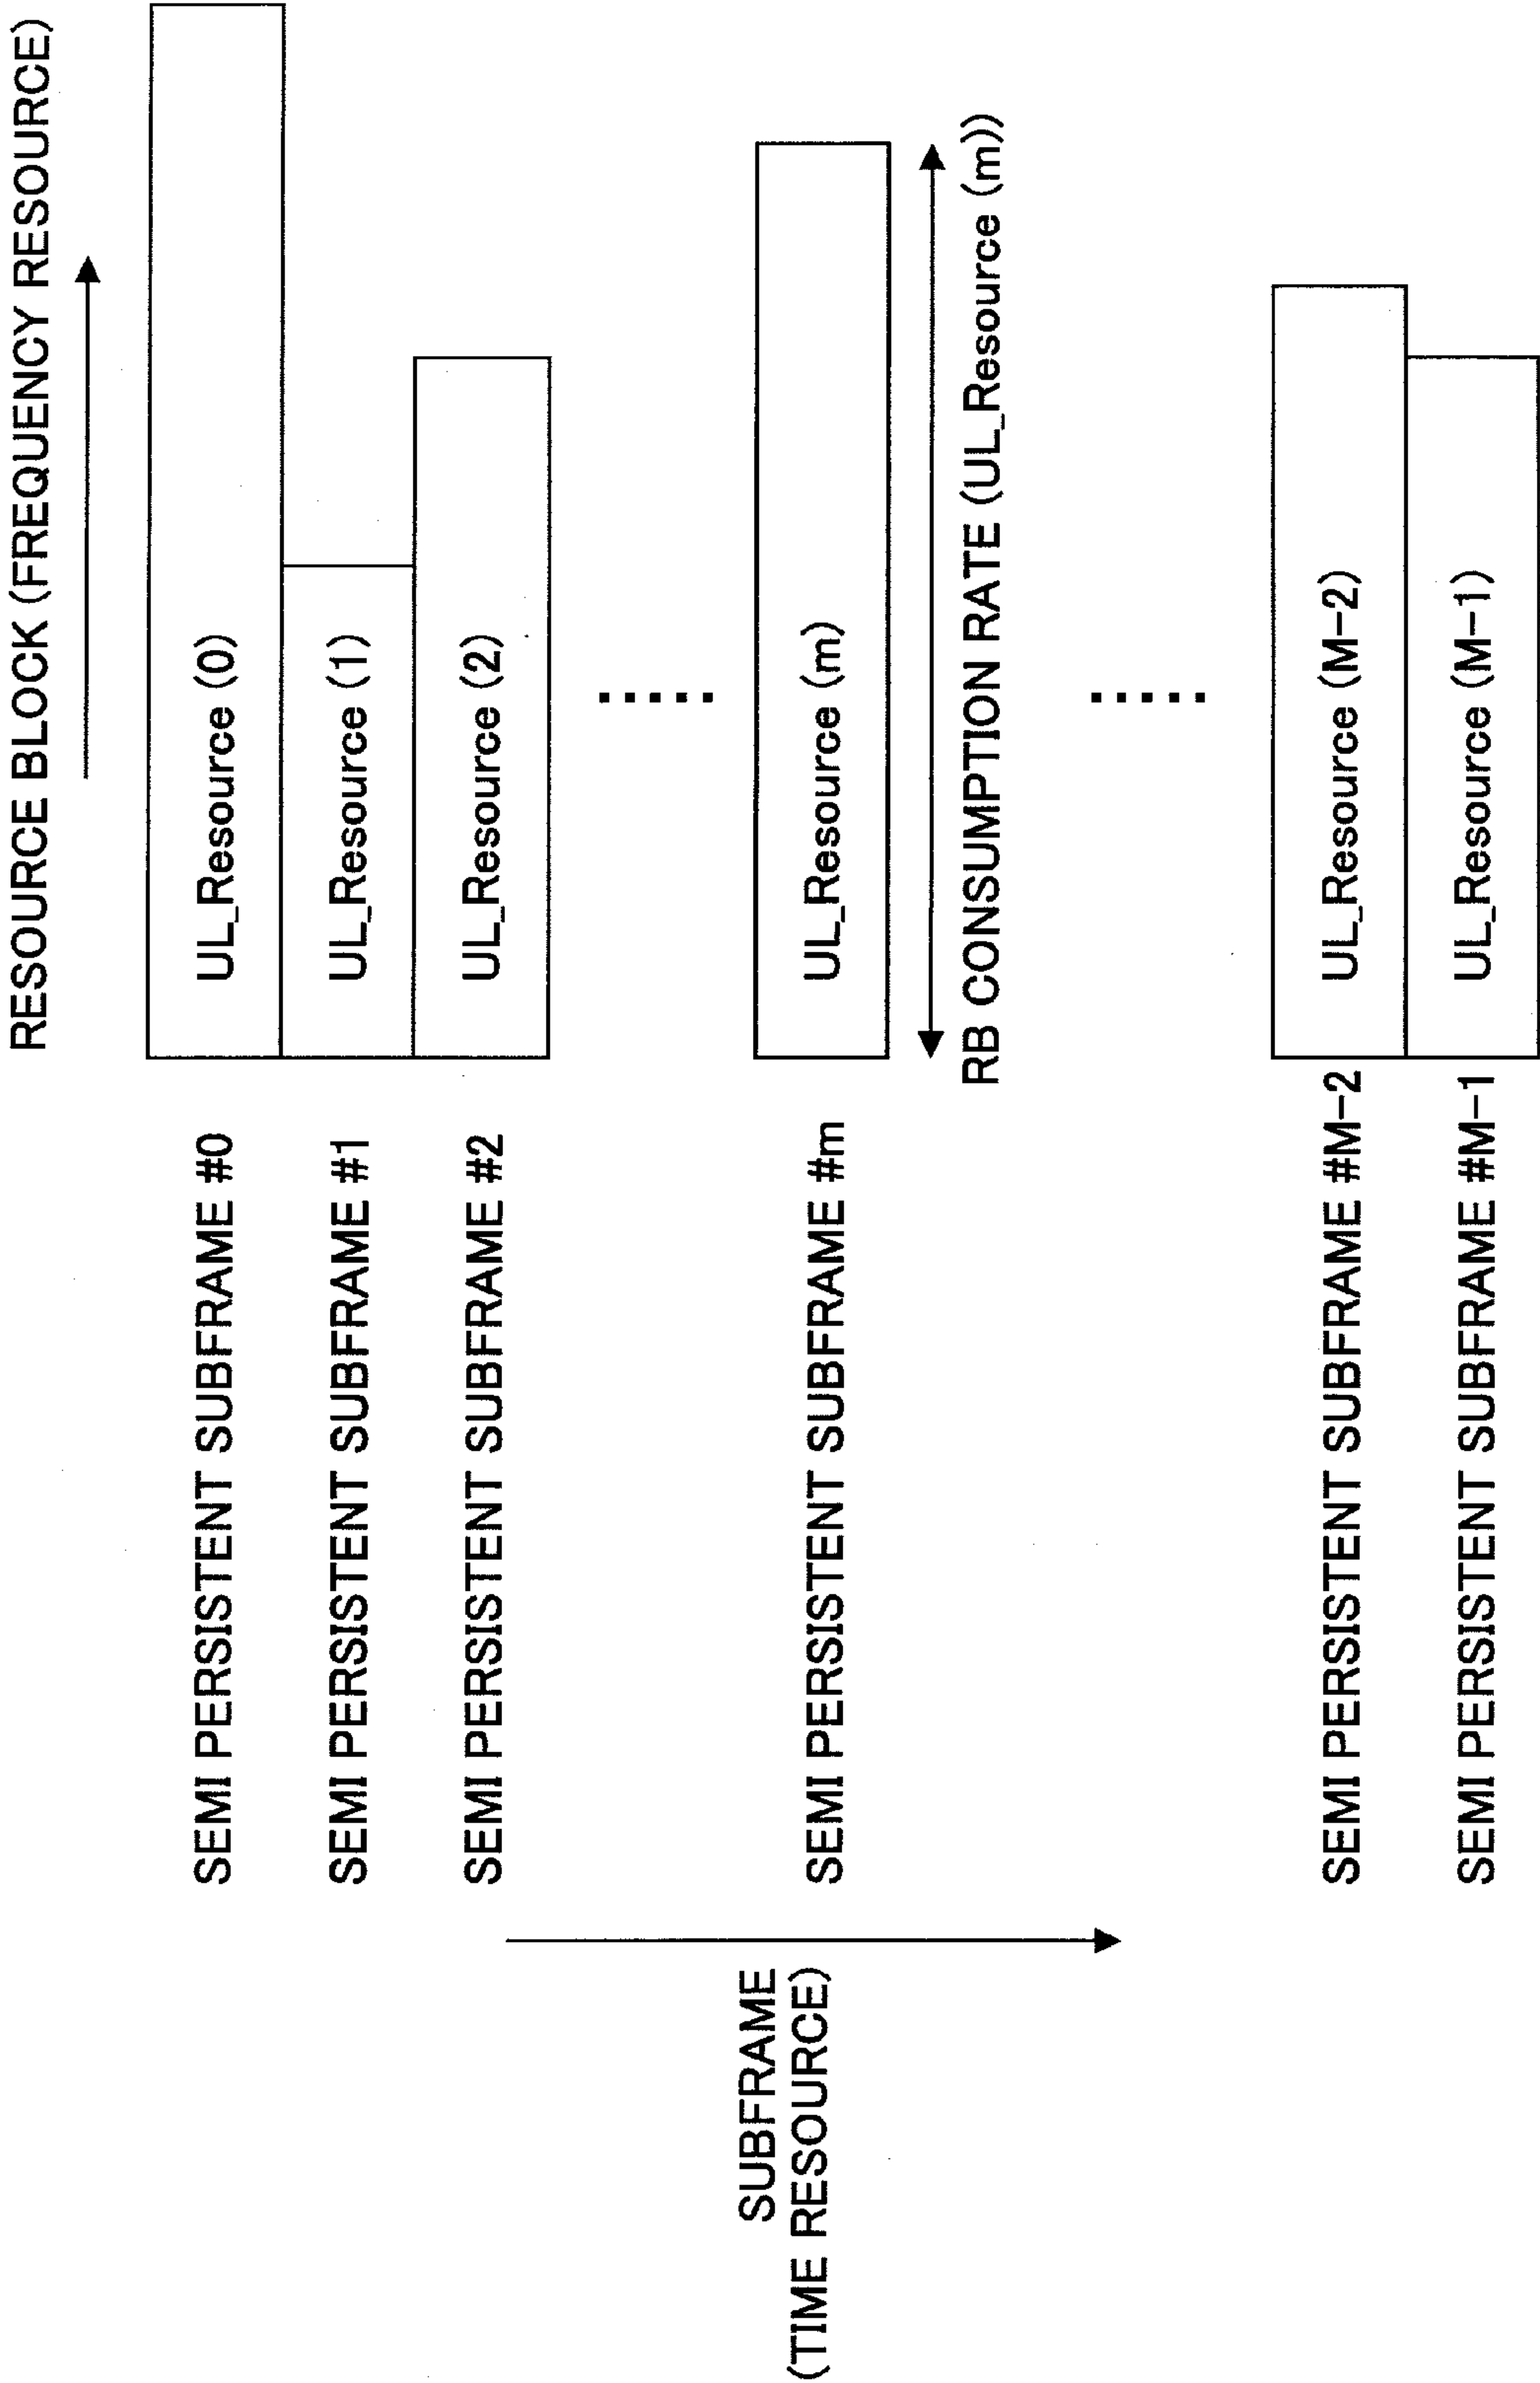 RESOURCE BLOCK (FREQUENCY RESOURCE)
SEMI PERSISTENT SUBFRAME #0
UL_Resource (0)
SEMI PERSISTENT SUBFRAME #1
UL_Resource (1)
SEMI PERSISTENT SUBFRAME #2
UL_Resource (2)
SUBFRAME
(TIME RESOURCE)
SEMI PERSISTENT SUBFRAME #m
UL_Resource (m)
RB CONSUMPTION RATE (UL_Resource (m))
SEMI PERSISTENT SUBFRAME #M-2
UL_Resource (M-2)
SEMI PERSISTENT SUBFRAME #M-1
UL_Resource (M-1)